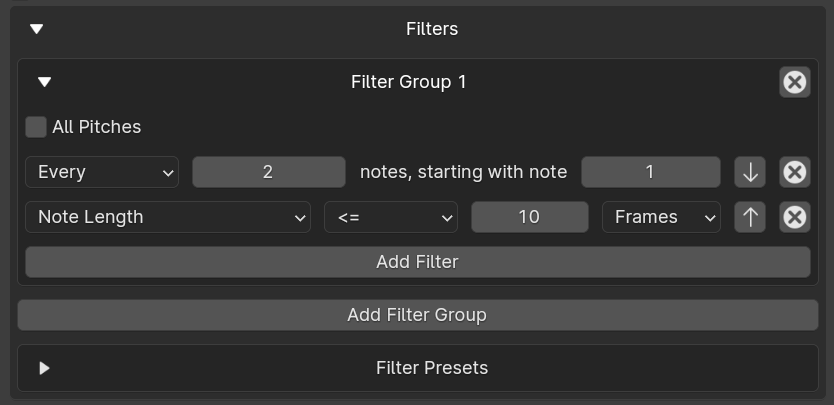 Filters
Filter Group 1
All Pitches
Every 2 notes, starting with note 1
Note Length <= 10 Frames
Add Filter
Add Filter Group
Filter Presets